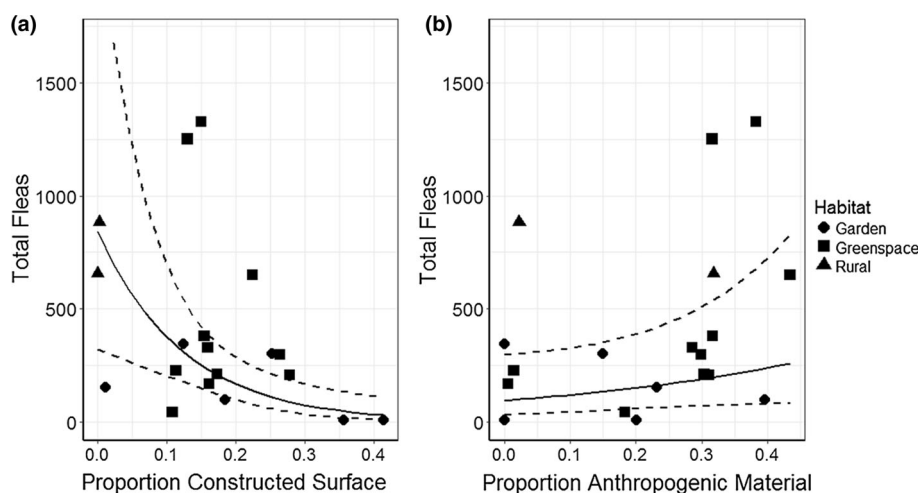 (a)
Total Fleas
1500
1000
500
0
0.0 0.1 0.2 0.3 0.4
Proportion Constructed Surface
(b)
Total Fleas
1500
1000
500
0
0.0 0.1 0.2 0.3 0.4
Proportion Anthropogenic Material
Habitat
Garden
Greenspace
Rural